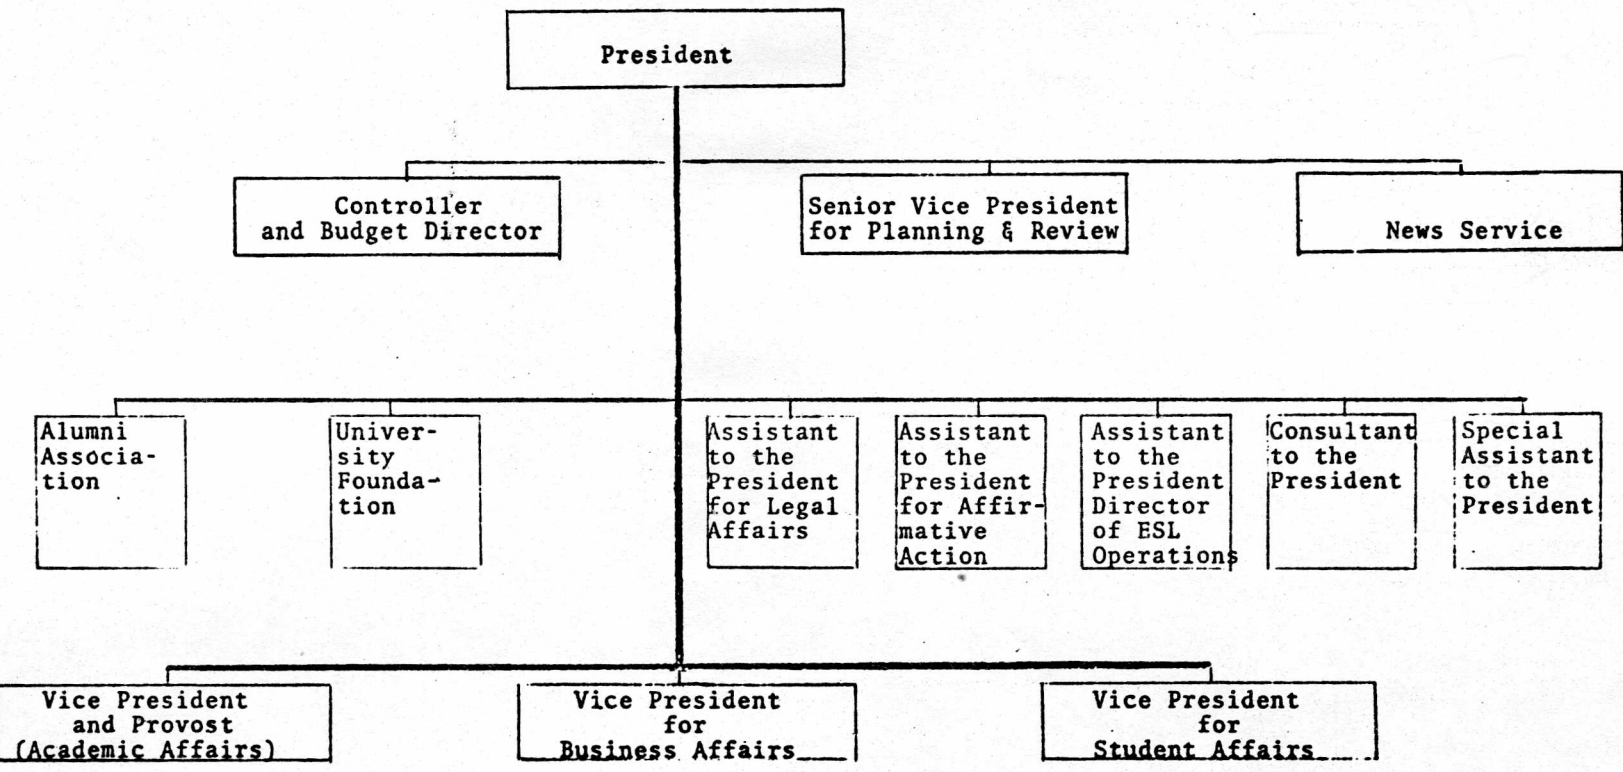 President
Controller
and Budget Director
Senior Vice President
for Planning & Review
News Service
Alumni
Associa-
tion
Univer-
sity
Founda-
tion
Assistant
to the
President
for Legal
Affairs
Assistant
to the
President
for Affir-
mative
Action
Assistant
to the
President
Director
of ESL
Operations
Consultant
to the
President
Special
Assistant
to the
President
Vice President
and Provost
(Academic Affairs)
Vice President
for
Business Affairs
Vice President
for
Student Affairs